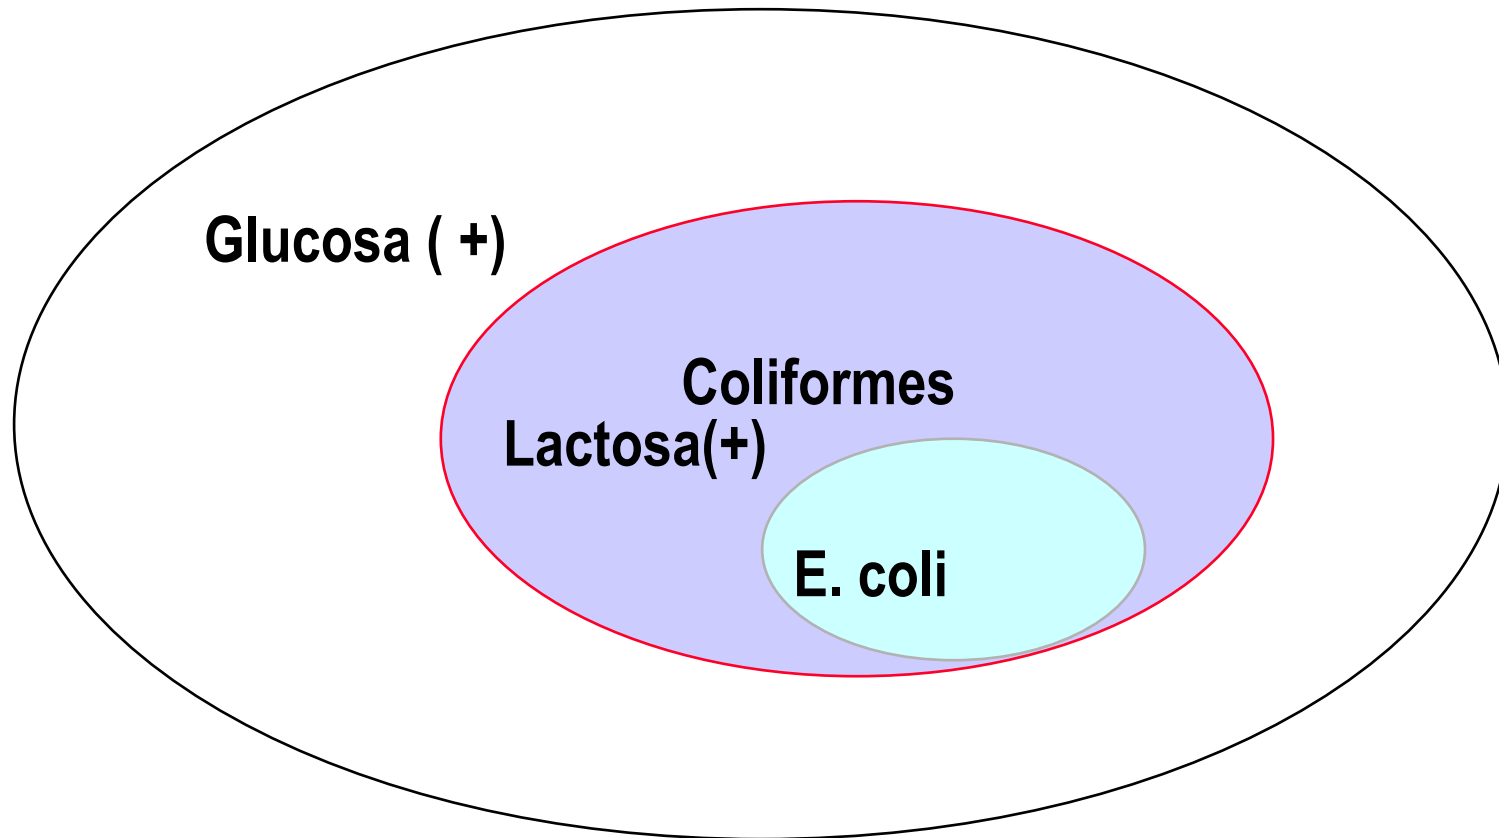 Glucosa ( +)
Coliformes
Lactosa(+)
E. coli